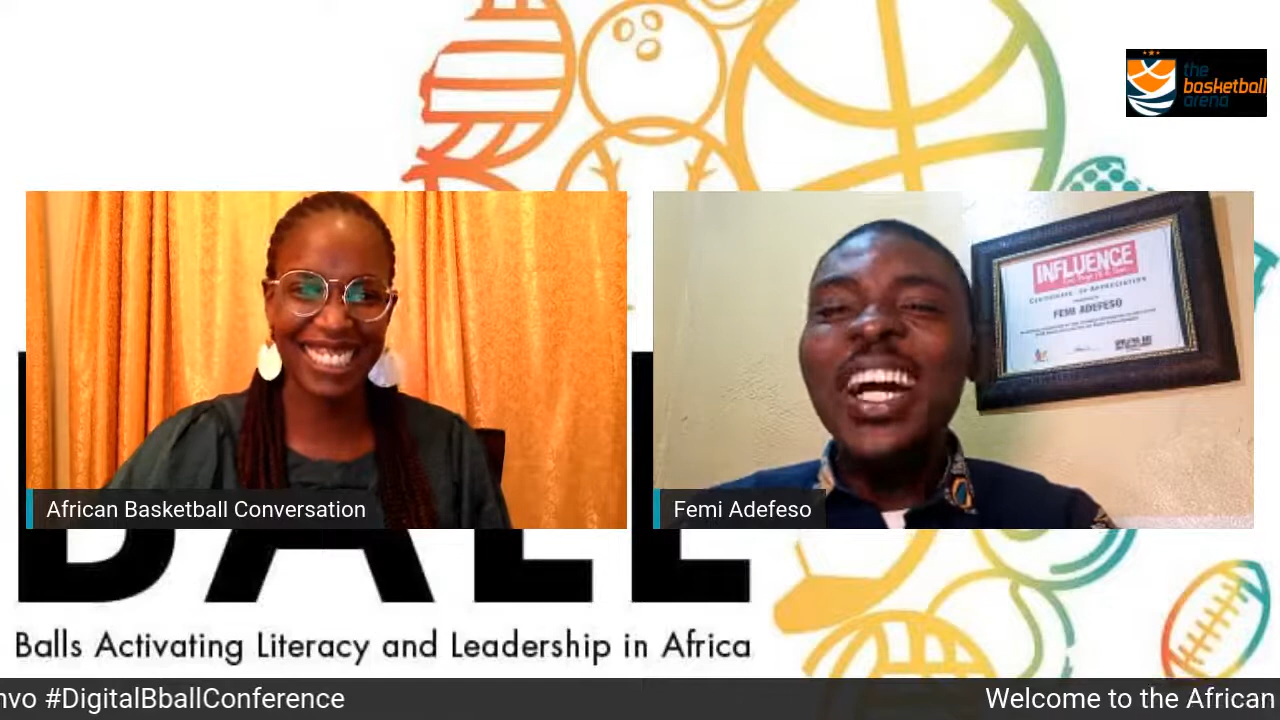 the
basketball
arena
INFLUENCE
CERTIFICATE OF APPRECIATION
FEMI ADEFESO
African Basketball Conversation
Femi Adefeso
BALL
Balls Activating Literacy and Leadership in Africa
nvo #DigitalBballConference
Welcome to the African